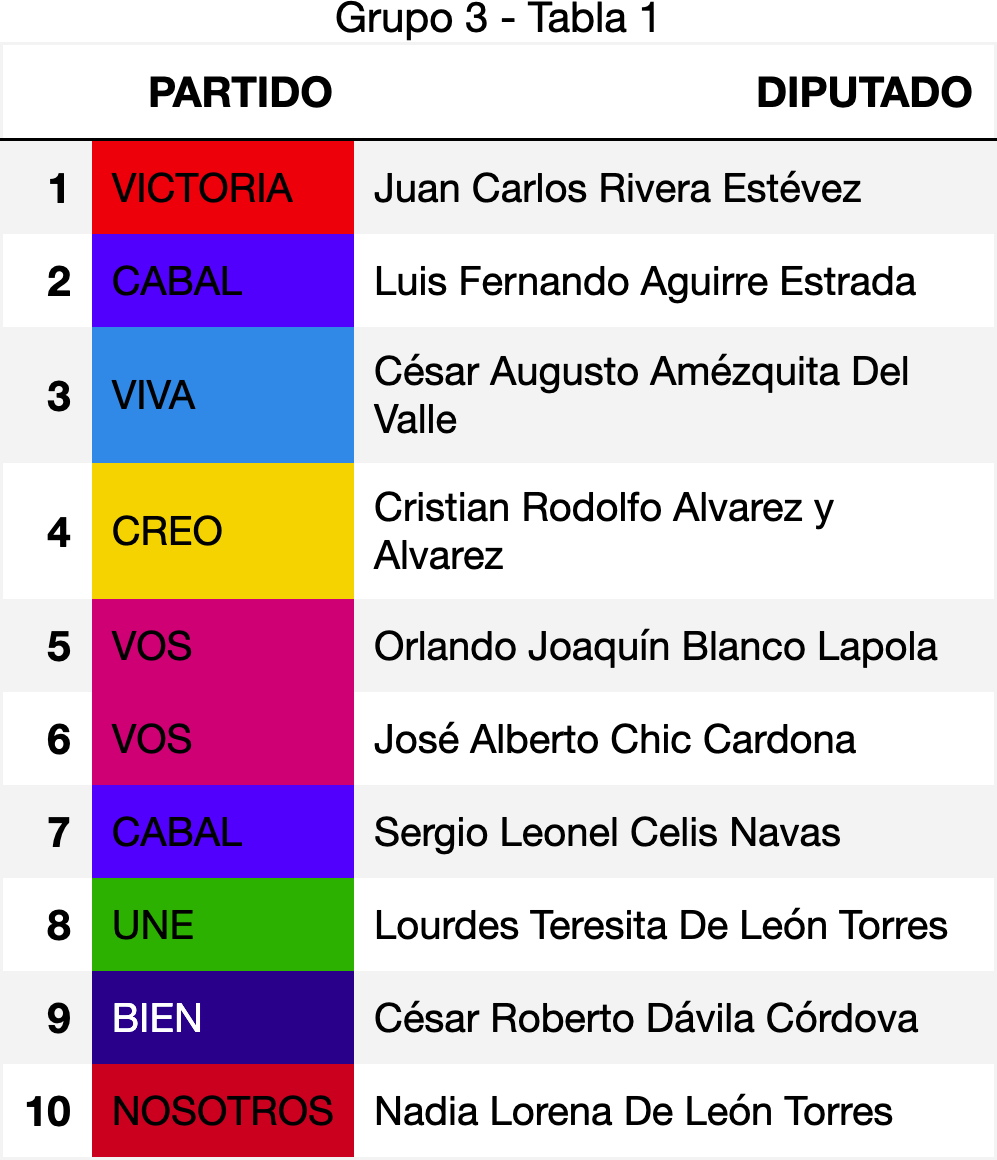 Grupo 3 - Tabla 1
PARTIDO DIPUTADO
1 VICTORIA Juan Carlos Rivera Estévez
2 CABAL Luis Fernando Aguirre Estrada
3 VIVA César Augusto Amézquita Del
Valle
4 CREO Cristian Rodolfo Alvarez y
Alvarez
5 VOS Orlando Joaquín Blanco Lapola
6 VOS José Alberto Chic Cardona
7 CABAL Sergio Leonel Celis Navas
8 UNE Lourdes Teresita De León Torres
9 BIEN César Roberto Dávila Córdova
10 NOSOTROS Nadia Lorena De León Torres